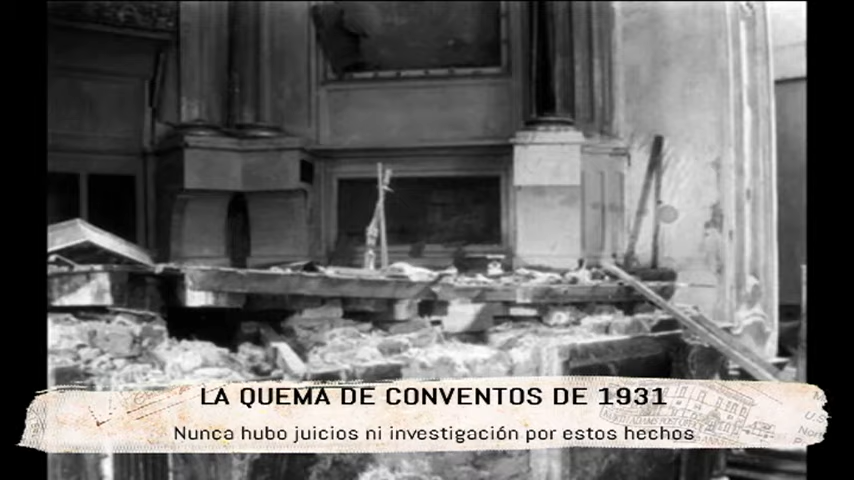 LA QUEMA DE CONVENTOS DE 1931
Nunca hubo juicios ni investigación por estos hechos